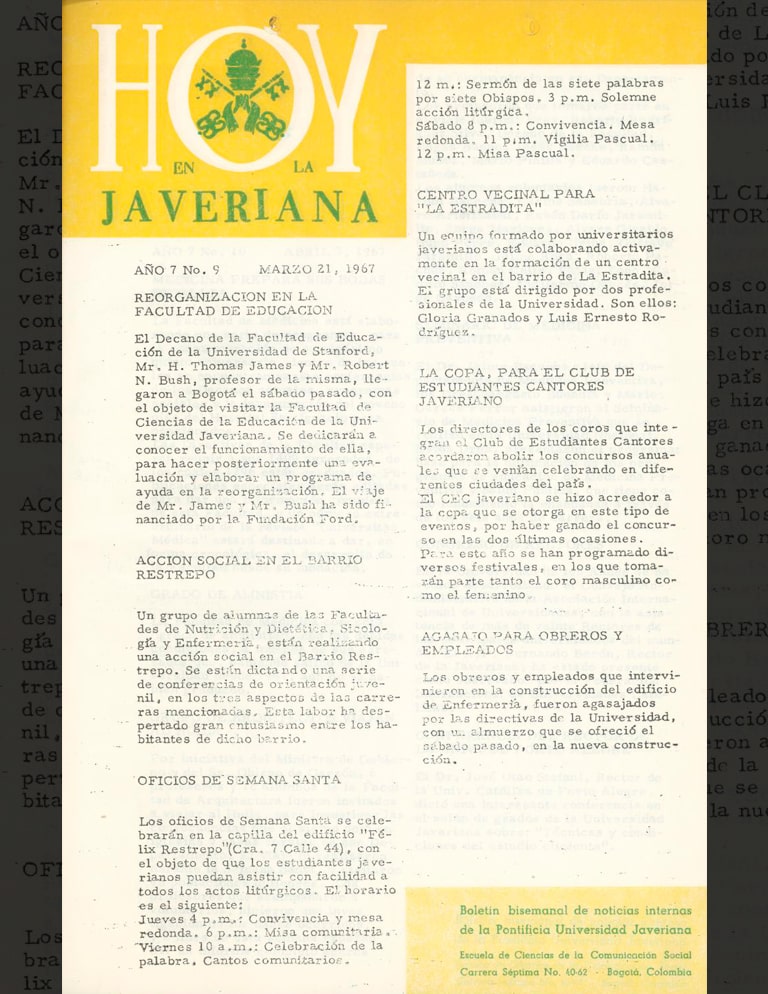 HOY
EN LA
JAVERIANA
AÑO 7 No. 9 MARZO 21, 1967
REORGANIZACION EN LA
FACULTAD DE EDUCACION
El Decano de la Facultad de Educa-
ción de la Universidad de Stanford,
Mr. H. Thomas James y Mr. Robert
N. Bush, profesor de la misma, lle-
garon a Bogotá el sábado pasado, con
el objeto de visitar la Facultad de
Ciencias de la Educación de la Uni-
versidad Javeriana. Se dedicarán a
conocer el funcionamiento de ella,
para hacer posteriormente una eva-
luación y elaborar un programa de
ayuda en la reorganización. El viaje
de Mr. James y Mr. Bush ha sido fi-
nanciado por la Fundación Ford.
ACCION SOCIAL EN EL BARRIO
RESTREPO
Un grupo de alumnas de las Faculta-
des de Nutrición y Dietética, Sicolo-
gía y Enfermería, están realizando
una acción social en el Barrio Res-
trepo. Se están dictando una serie
de conferencias de orientación juve-
nil, en los tres aspectos de las carre-
ras mencionadas. Esta labor ha des-
pertado gran entusiasmo entre los ha-
bitantes de dicho barrio.
OFICIOS DE SEMANA SANTA
Los oficios de Semana Santa se cele-
brarán en la capilla del edificio "Fé-
lix Restrepo"(Cra. 7 Calle 44), con
el objeto de que los estudiantes jave-
rianos puedan asistir con facilidad a
todos los actos litúrgicos. El horario
es el siguiente:
Jueves 4 p.m.: Convivencia y mesa
redonda. 6 p.m.: Misa comunitaria.
Viernes 10 a.m.: Celebración de la
palabra. Cantos comunitarios.
12 m.: Sermón de las siete palabras
por siete Obispos. 3 p.m. Solemne
acción litúrgica.
Sábado 8 p.m.: Convivencia. Mesa
redonda. 11 p.m. Vigilia Pascual.
12 p.m. Misa Pascual.
CENTRO VECINAL PARA
"LA ESTRADITA"
Un equipo formado por universitarios
javerianos está colaborando activa-
mente en la formación de un centro
vecinal en el barrio de La Estradita.
El grupo está dirigido por dos profe-
sionales de la Universidad. Son ellos:
Gloria Granados y Luis Ernesto Ro-
dríguez.
LA COPA, PARA EL CLUB DE
ESTUDIANTES CANTORES
JAVERIANO
Los directores de los coros que inte-
gran el Club de Estudiantes Cantores
acordaron abolir los concursos anua-
les que se venían celebrando en dife-
rentes ciudades del país.
El CEC javeriano se hizo acreedor a
la copa que se otorga en este tipo de
eventos, por haber ganado el concur-
so en las dos últimas ocasiones.
Para este año se han programado di-
versos festivales, en los que toma-
rán parte tanto el coro masculino co-
mo el femenino.
AGASAJO PARA OBREROS Y
EMPLEADOS
Los obreros y empleados que intervi-
nieron en la construcción del edificio
de Enfermería, fueron agasajados
por las directivas de la Universidad,
con un almuerzo que se ofreció el
sábado pasado, en la nueva construc-
ción.
Boletín bisemanal de noticias internas
de la Pontificia Universidad Javeriana
Escuela de Ciencias de la Comunicación Social
Carrera Séptima No. 40-62 - Bogotá, Colombia